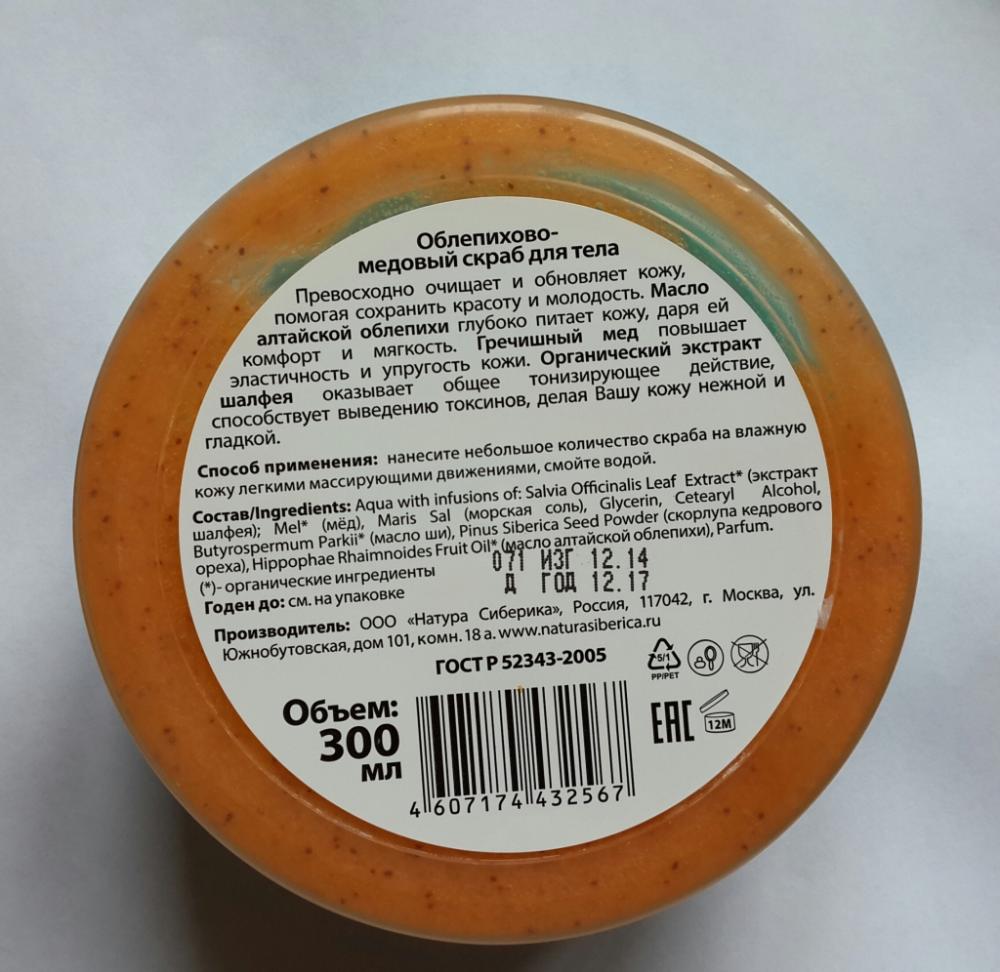 Облепихово-
медовый скраб для тела
Превосходно очищает и обновляет кожу,
помогая сохранить красоту и молодость. Масло
алтайской облепихи глубоко питает кожу, даря ей
комфорт и мягкость. Гречишный мед повышает
эластичность и упругость кожи. Органический экстракт
шалфея оказывает общее тонизирующее действие,
способствует выведению токсинов, делая Вашу кожу нежной и
гладкой.
Способ применения: нанесите небольшое количество скраба на влажную
кожу легкими массирующими движениями, смойте водой.
Состав/Ingredients: Aqua with infusions of: Salvia Officinalis Leaf Extract* (экстракт
шалфея); Mel* (мёд), Maris Sal (морская соль), Glycerin, Cetearyl Alcohol,
Butyrospermum Parkii* (масло ши), Pinus Siberica Seed Powder (скорлупа кедрового
ореха), Hippophae Rhaimnoides Fruit Oil* (масло алтайской облепихи), Parfum.
(*)- органические ингредиенты
071 ИЗГ 12.14
Годен до: см. на упаковке
Д ГОД 12.17
Производитель: ООО «Натура Сиберика», Россия, 117042, г. Москва, ул.
Южнобутовская, дом 101, комн. 18 а. www.naturasiberica.ru
ГОСТ Р 52343-2005
5/1
PP/PET
Объем:
300
мл
EAC
12M
4 607174 432567